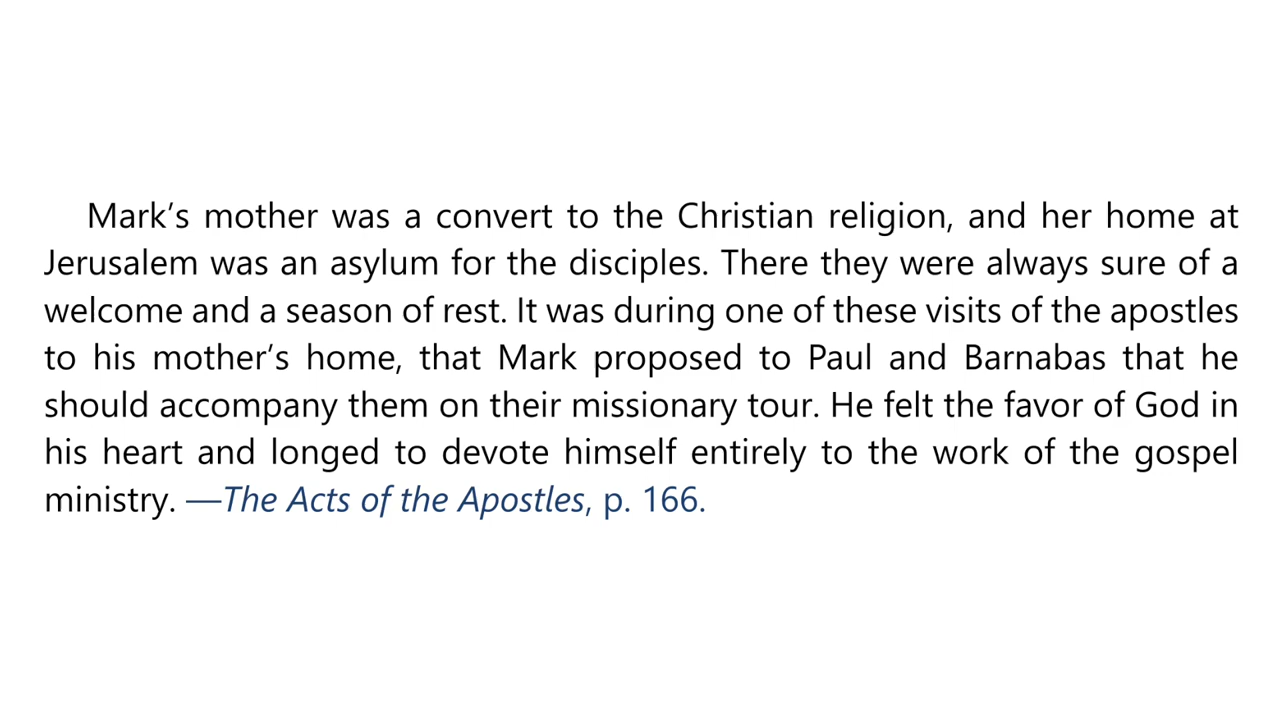 Mark’s mother was a convert to the Christian religion, and her home at
Jerusalem was an asylum for the disciples. There they were always sure of a
welcome and a season of rest. It was during one of these visits of the apostles
to his mother’s home, that Mark proposed to Paul and Barnabas that he
should accompany them on their missionary tour. He felt the favor of God in
his heart and longed to devote himself entirely to the work of the gospel
ministry. —The Acts of the Apostles, p. 166.